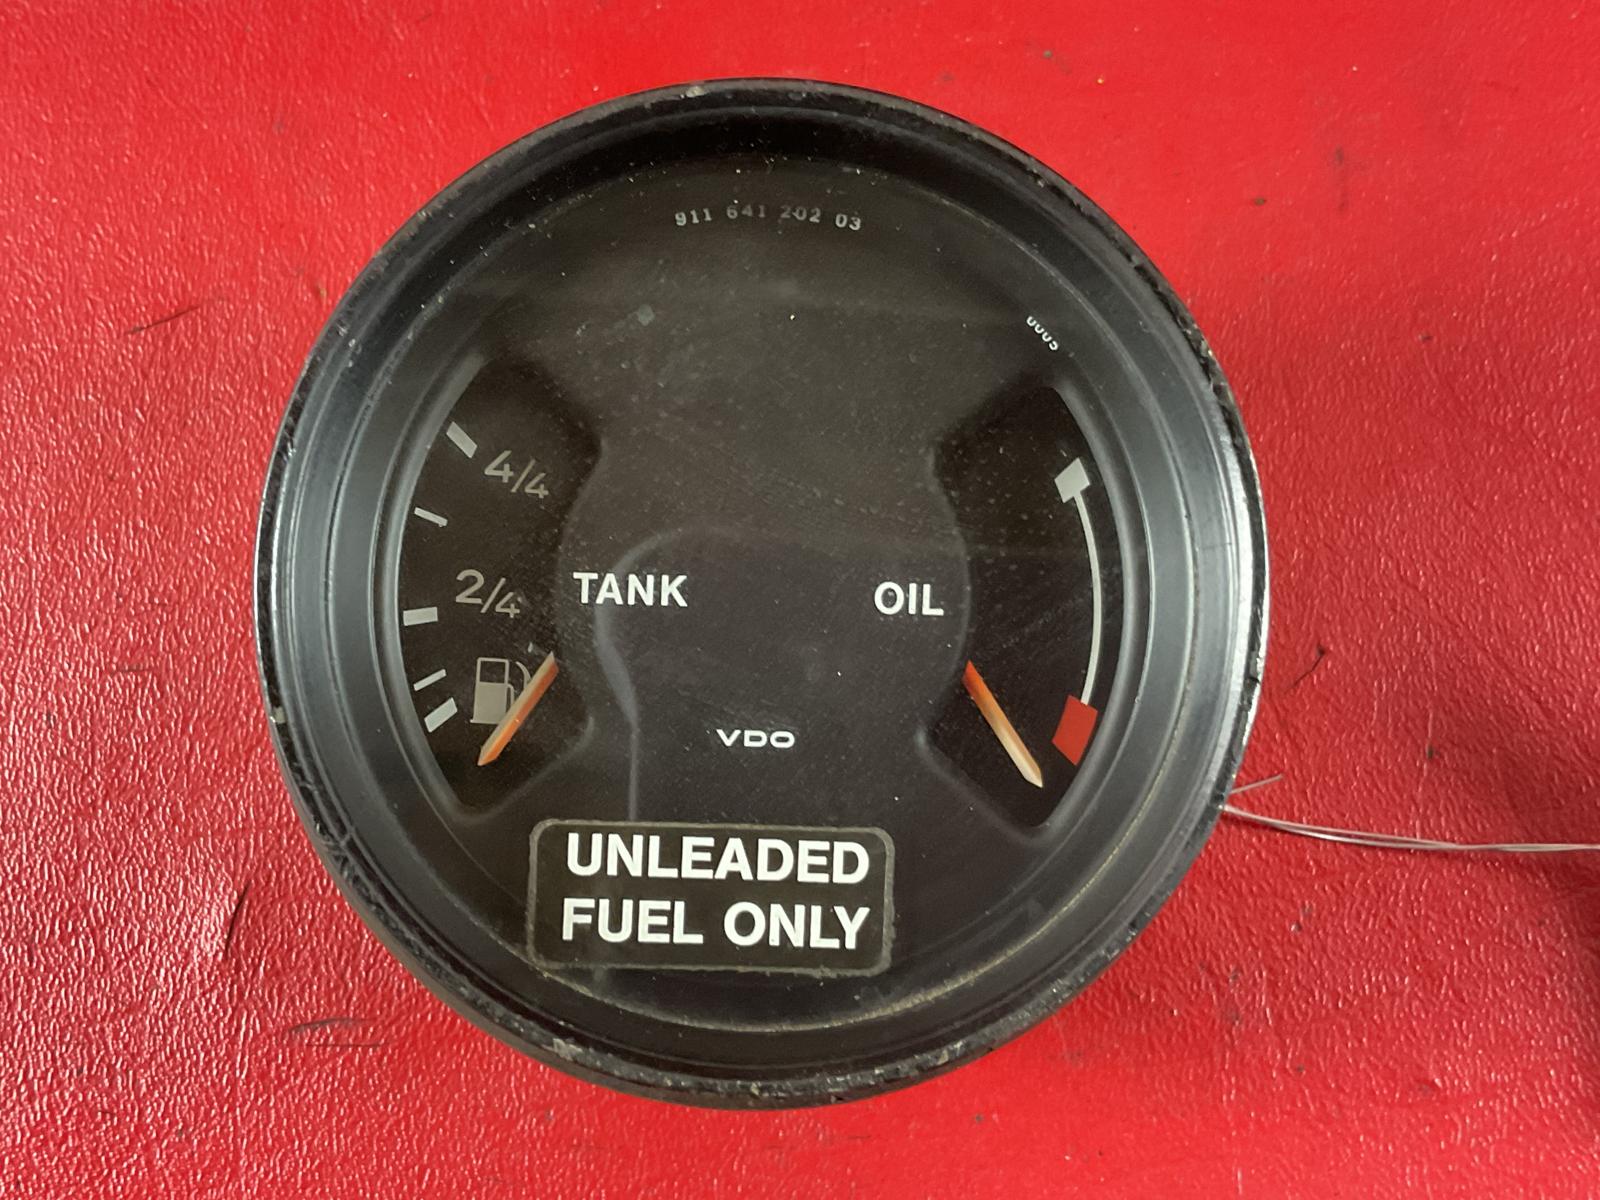 911 641 202 03
4/4
2/4
TANK
OIL
VDO
UNLEADED
FUEL ONLY